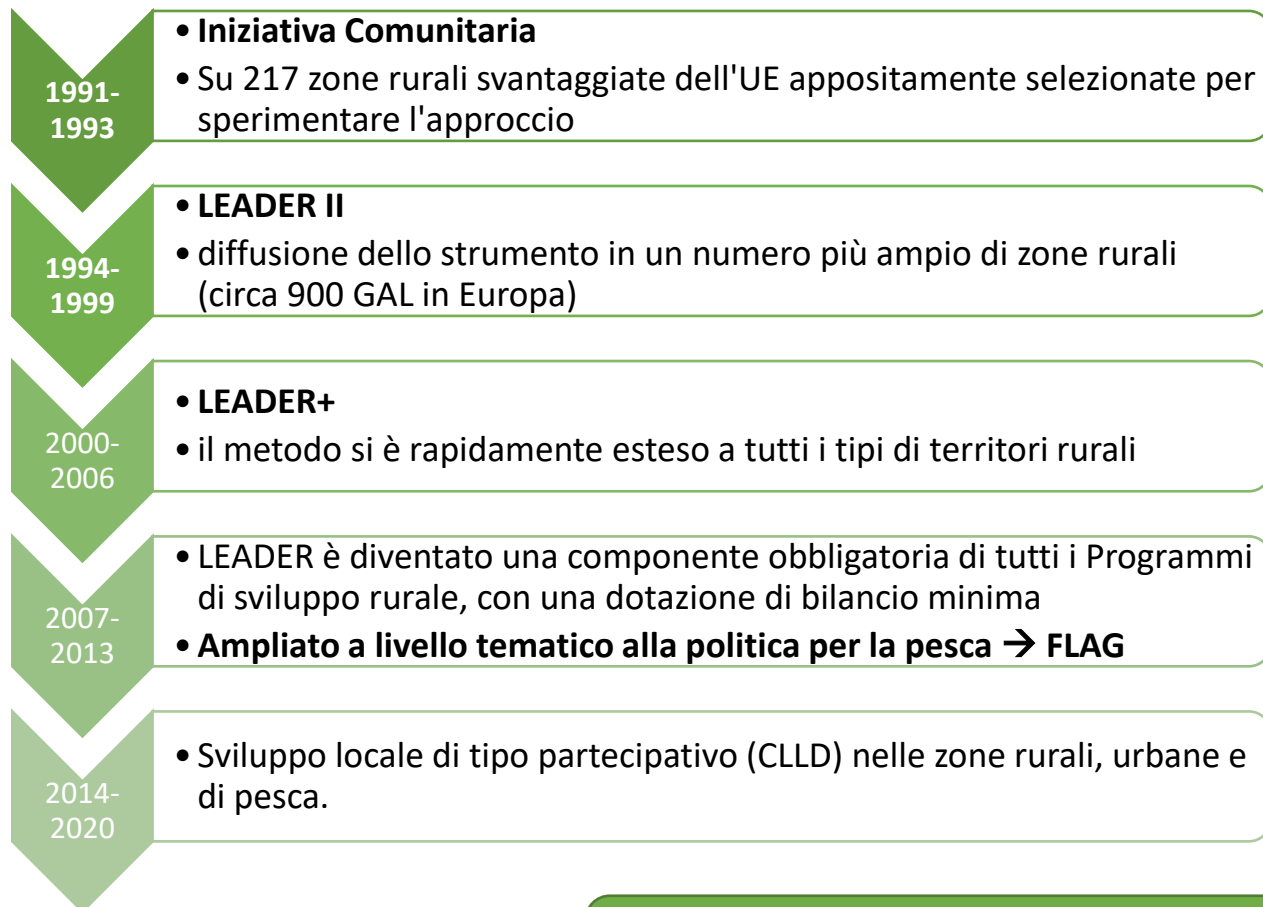 1991-
1993
• Iniziativa Comunitaria
• Su 217 zone rurali svantaggiate dell'UE appositamente selezionate per
sperimentare l'approccio
1994-
1999
• LEADER II
• diffusione dello strumento in un numero più ampio di zone rurali
(circa 900 GAL in Europa)
2000-
2006
• LEADER+
• il metodo si è rapidamente esteso a tutti i tipi di territori rurali
2007-
2013
• LEADER è diventato una componente obbligatoria di tutti i Programmi
di sviluppo rurale, con una dotazione di bilancio minima
• Ampliato a livello tematico alla politica per la pesca → FLAG
2014-
2020
• Sviluppo locale di tipo partecipativo (CLLD) nelle zone rurali, urbane e
di pesca.